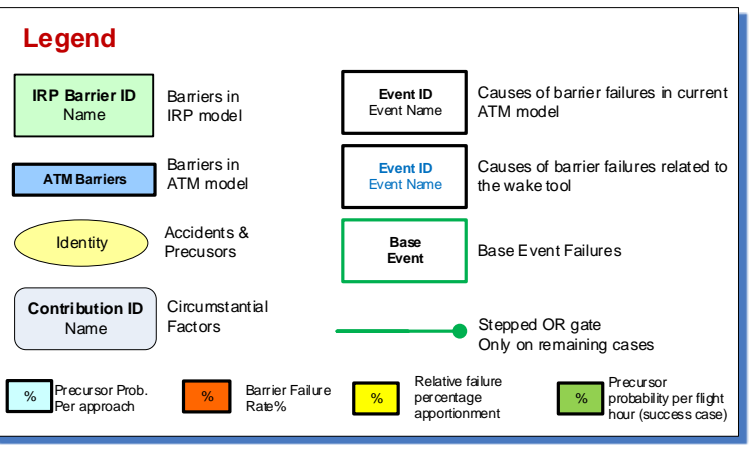 Legend
IRP Barrier ID
Name
Barriers in
IRP model
ATM Barriers
Barriers in
ATM model
Identity
Accidents &
Precusors
Contribution ID
Name
Circumstantial
Factors
Event ID
Event Name
Causes of barrier failures in current
ATM model
Event ID
Event Name
Causes of barrier failures related to
the wake tool
Base
Event
Base Event Failures
Stepped OR gate
Only on remaining cases
%
Precursor Prob.
Per approach
%
Barrier Failure
Rate%
%
Relative failure
percentage
apportionment
%
Precursor
probability per flight
hour (success case)